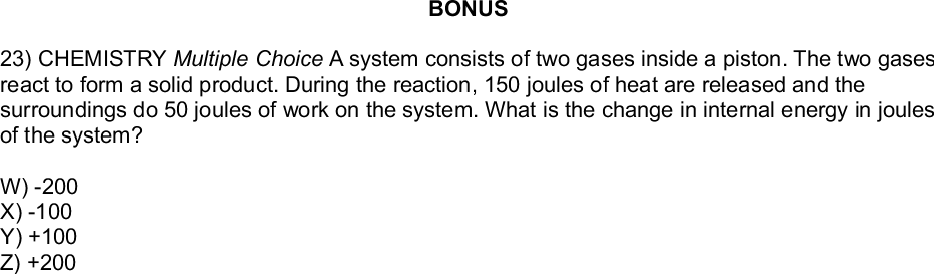 BONUS
23) CHEMISTRY Multiple Choice A system consists of two gases inside a piston. The two gases
react to form a solid product. During the reaction, 150 joules of heat are released and the
surroundings do 50 joules of work on the system. What is the change in internal energy in joules
of the system?
W) -200
X) -100
Y) +100
Z) +200